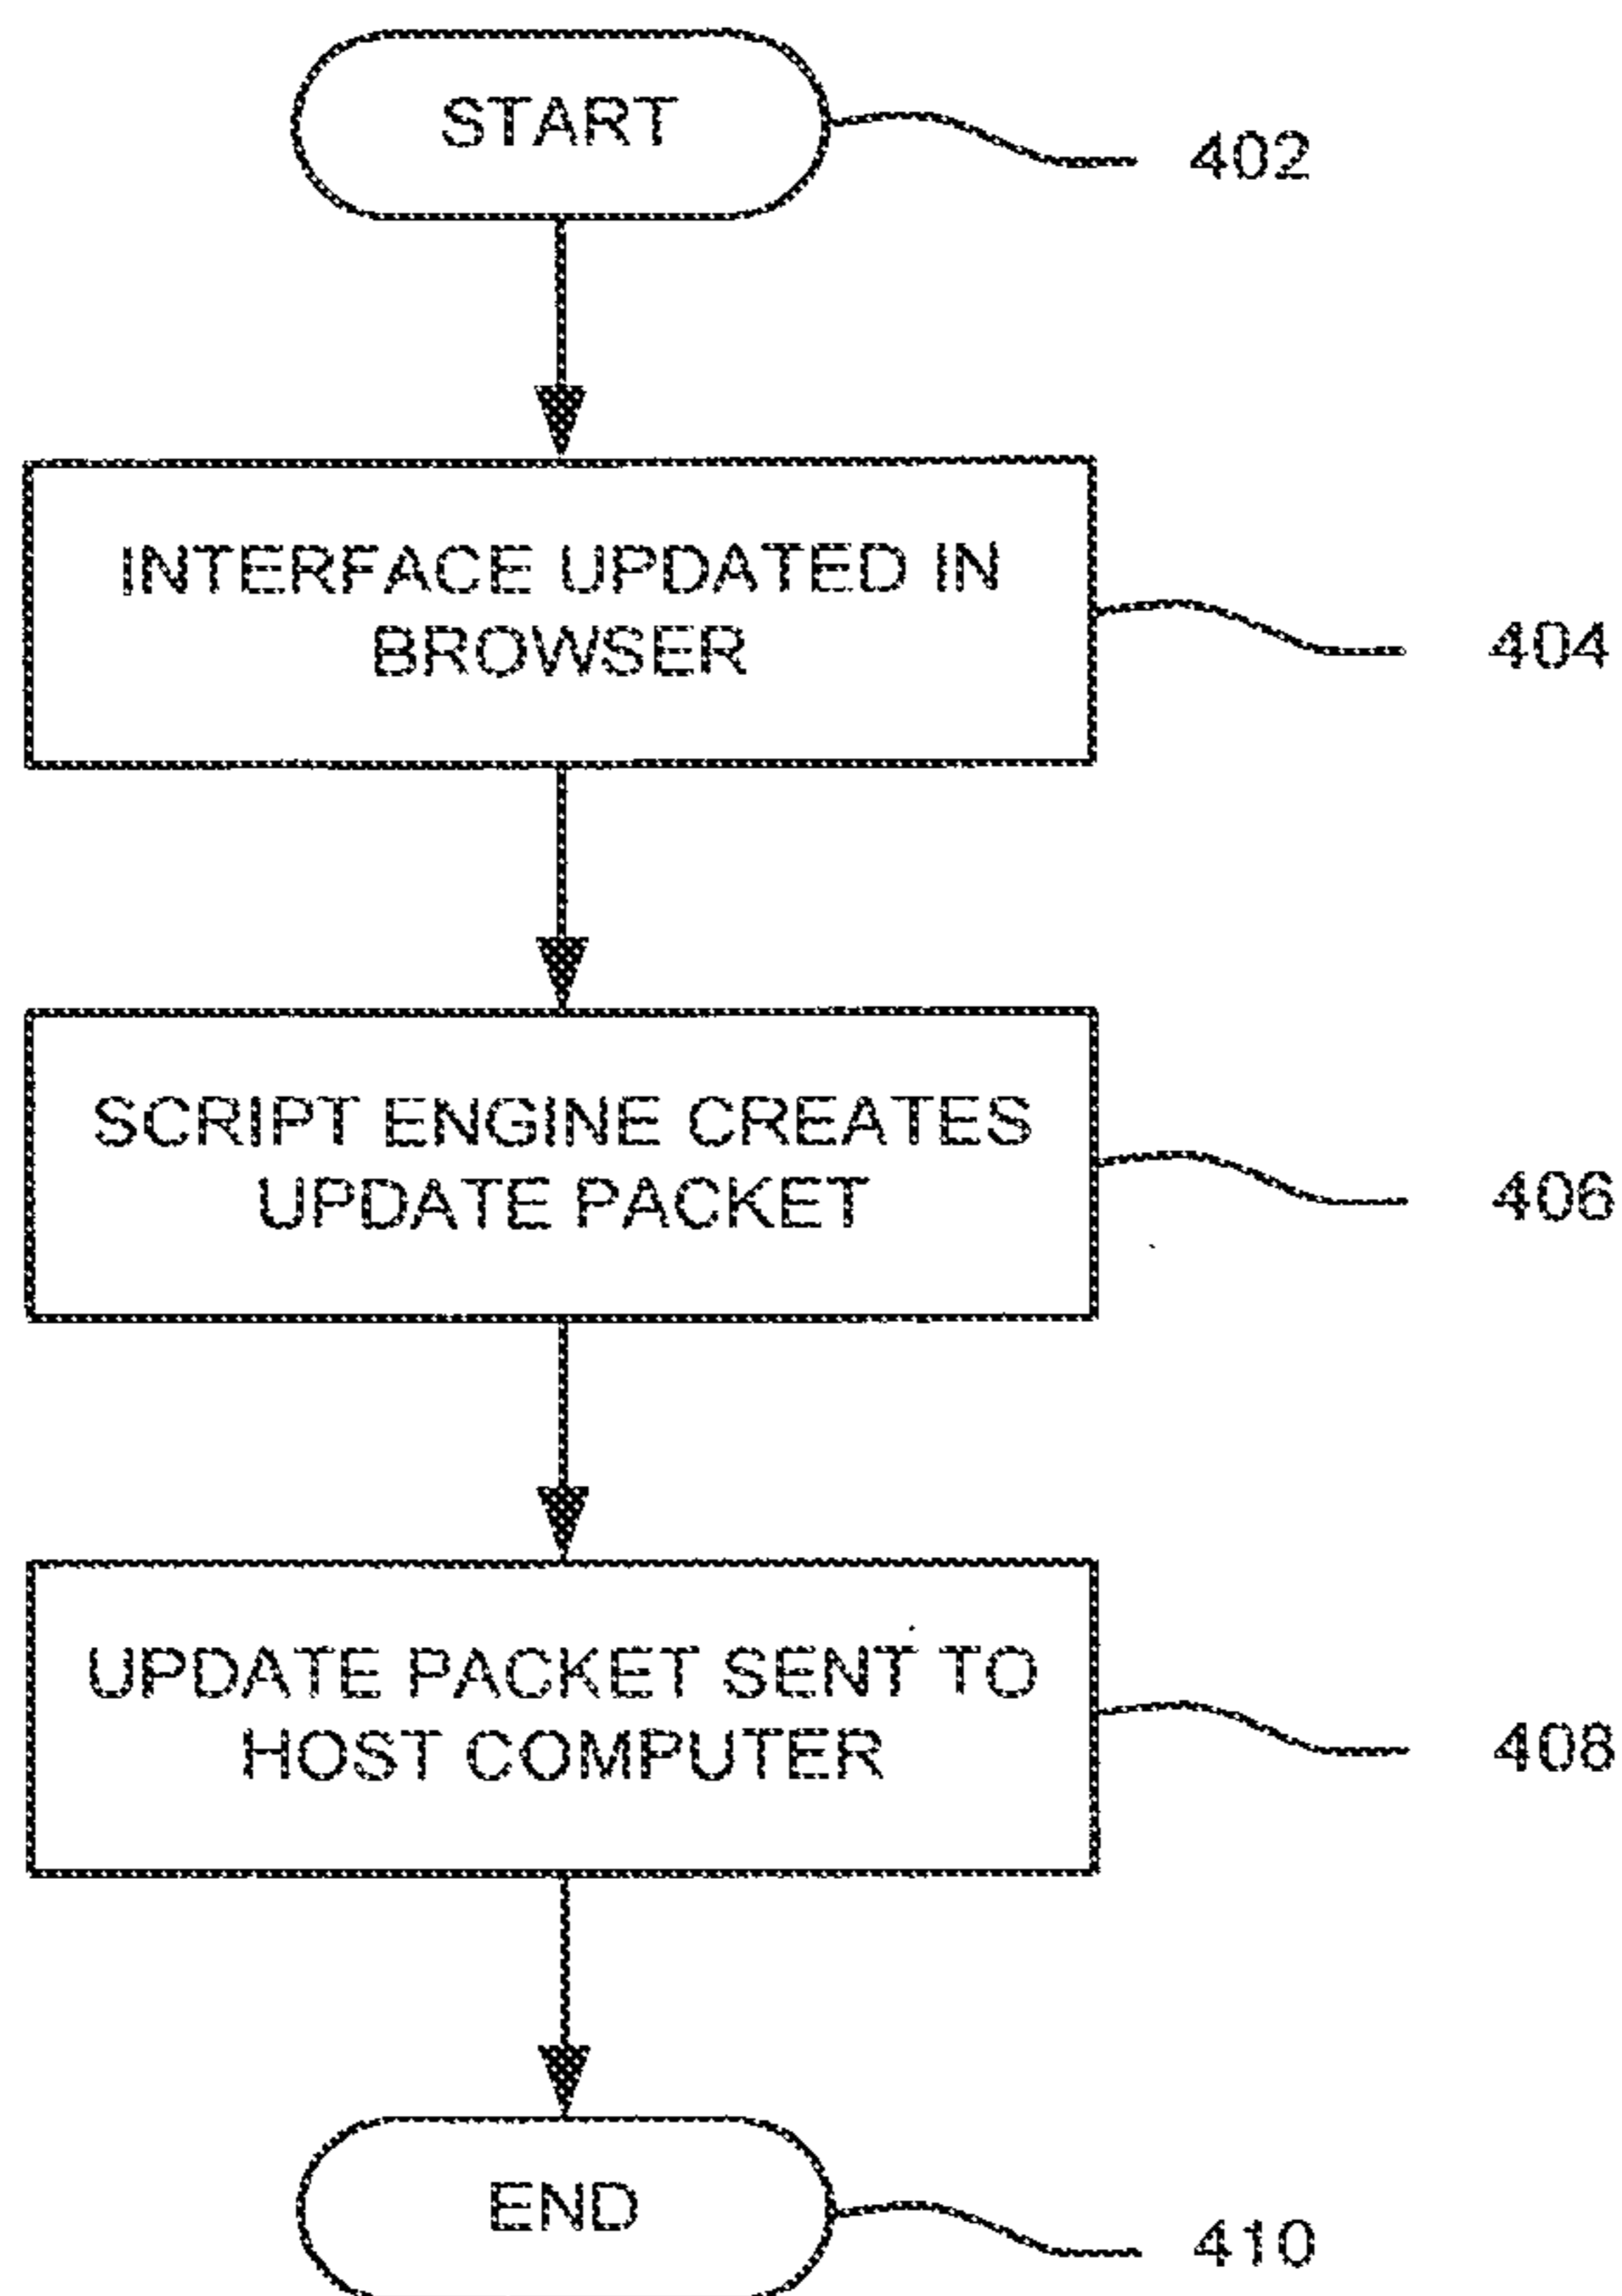 START
402
INTERFACE UPDATED IN
BROWSER
404
SCRIPT ENGINE CREATES
UPDATE PACKET
406
UPDATE PACKET SENT TO
HOST COMPUTER
408
END
410